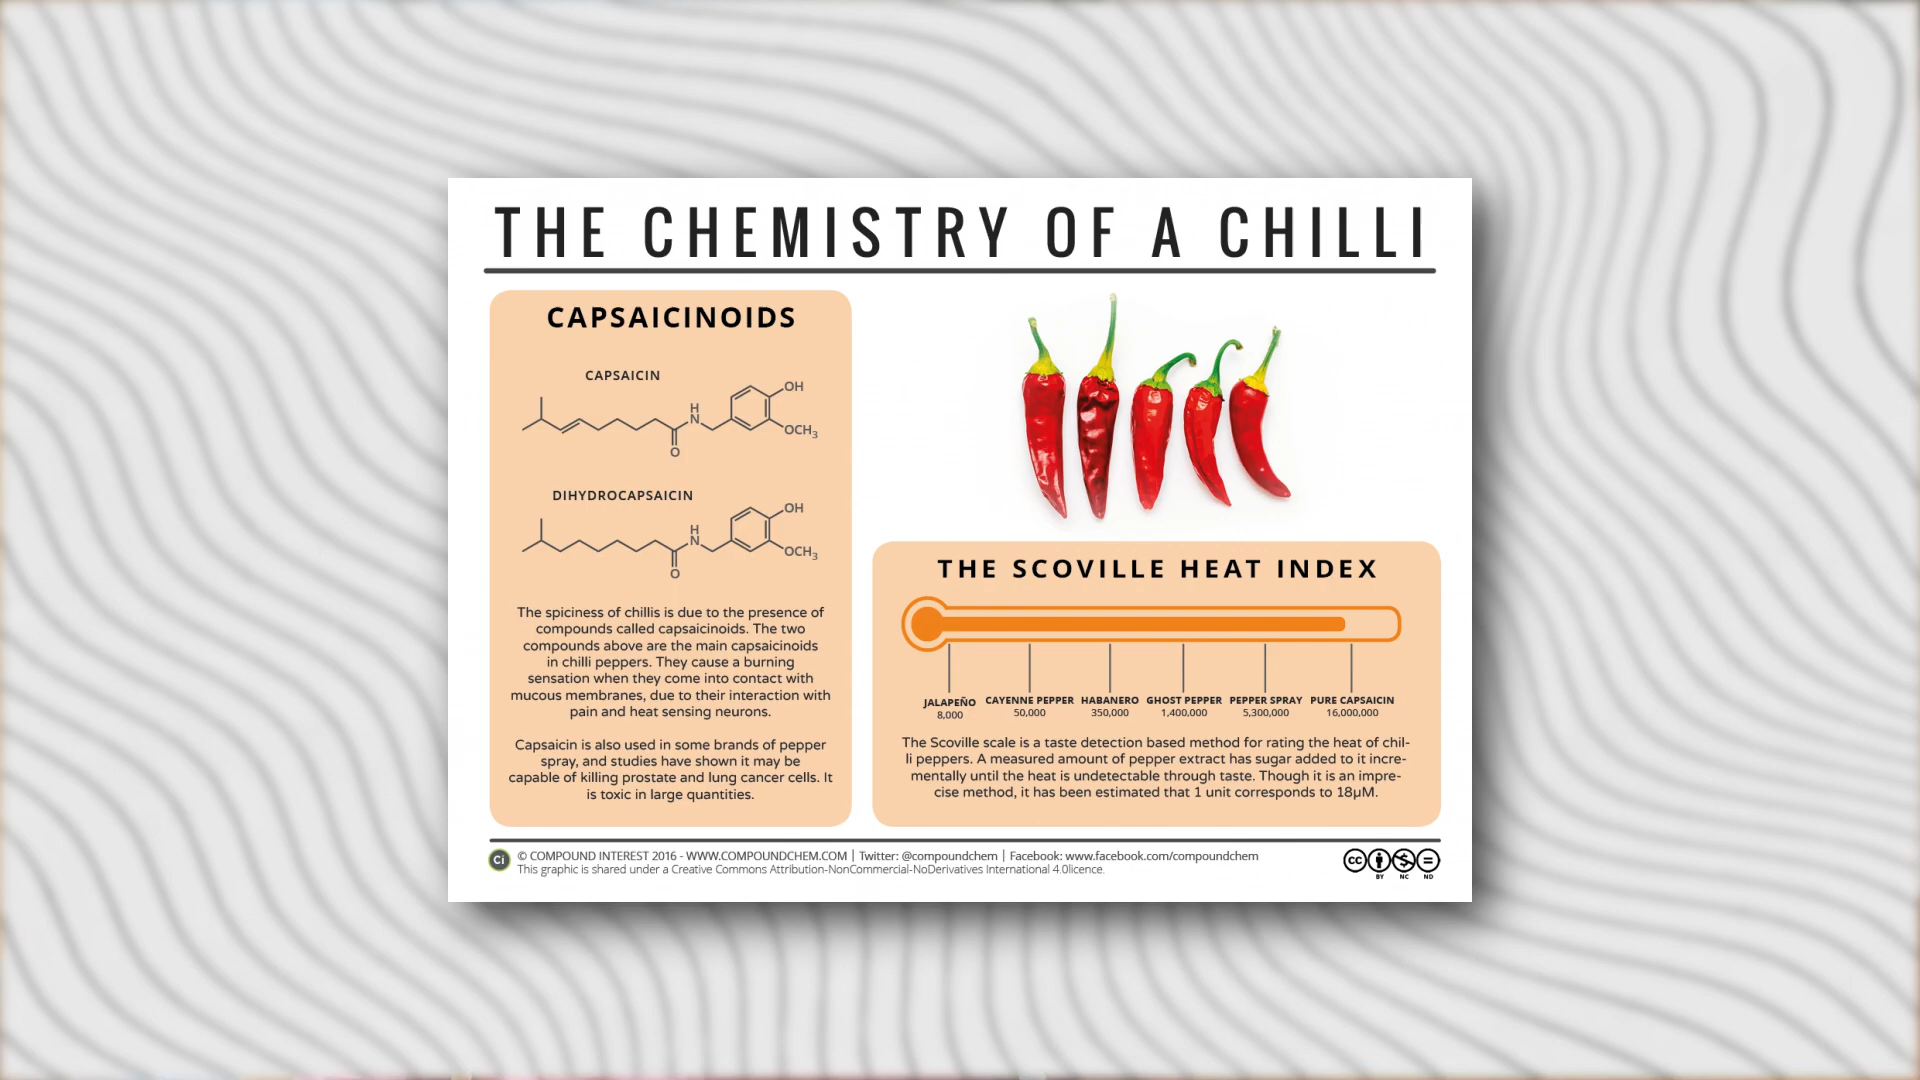 THE CHEMISTRY OF A CHILLI
CAPSAICINOIDS
CAPSAICIN
OH
H
N
OCH3
O
DIHYDROCAPSAICIN
OH
H
N
OCH3
O
The spiciness of chillis is due to the presence of
compounds called capsaicinoids. The two
compounds above are the main capsaicinoids
in chilli peppers. They cause a burning
sensation when they come into contact with
mucous membranes, due to their interaction with
pain and heat sensing neurons.
Capsaicin is also used in some brands of pepper
spray, and studies have shown it may be
capable of killing prostate and lung cancer cells. It
is toxic in large quantities.
THE SCOVILLE HEAT INDEX
JALAPEÑO CAYENNE PEPPER HABANERO GHOST PEPPER PEPPER SPRAY PURE CAPSAICIN
8,000 50,000 350,000 1,400,000 5,300,000 16,000,000
The Scoville scale is a taste detection based method for rating the heat of chil-
li peppers. A measured amount of pepper extract has sugar added to it incre-
mentally until the heat is undetectable through taste. Though it is an impre-
cise method, it has been estimated that 1 unit corresponds to 18µM.
Ci © COMPOUND INTEREST 2016 - WWW.COMPOUNDCHEM.COM | Twitter: @compoundchem | Facebook: www.facebook.com/compoundchem
This graphic is shared under a Creative Commons Attribution-NonCommercial-NoDerivatives International 4.0licence.
cc
BY NC ND